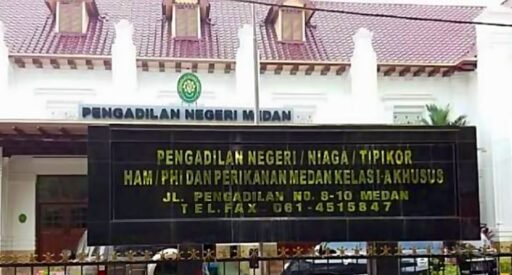 PENGADILAN NEGERI MEDAN
PENGADILAN NEGERI / NIAGA / TIPIKOR
HAM / PHI DAN PERIKANAN MEDAN KELAS I-A KHUSUS
JL. PENGADILAN NO. 8-10 MEDAN
TEL.FAX - 061-4515847